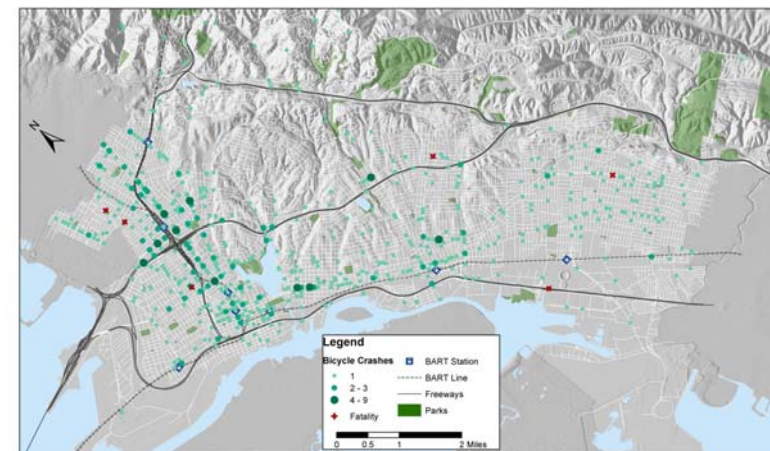 N
Legend
Bicycle Crashes
1
2 - 3
4 - 9
Fatality
BART Station
BART Line
Freeways
Parks
0 0.5 1 2 Miles